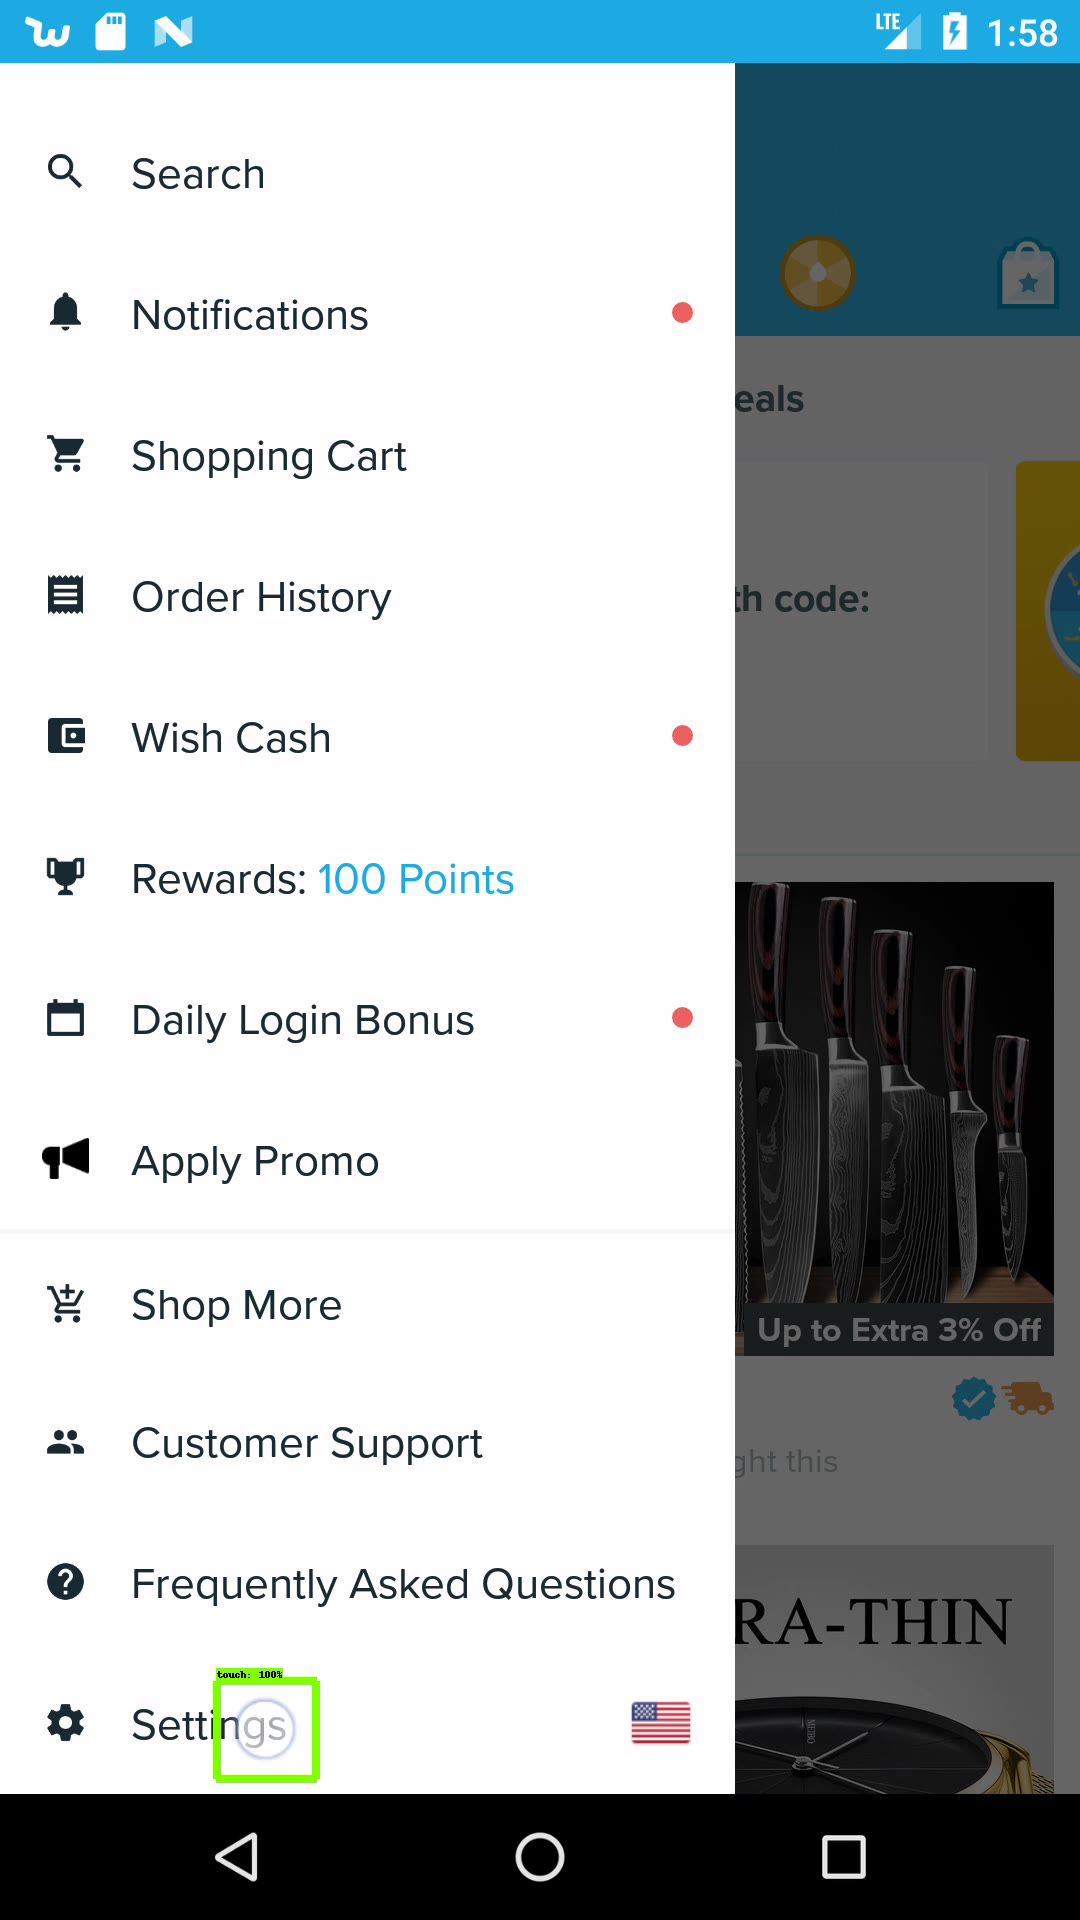 LTE 1:58
Search
Notifications
eals
Shopping Cart
th code:
Order History
Wish Cash
Rewards: 100 Points
Daily Login Bonus
Apply Promo
Shop More
Up to Extra 3% Off
Customer Support
ght this
Frequently Asked Questions
RA-THIN
touch: 100%
Settings
MEIBO